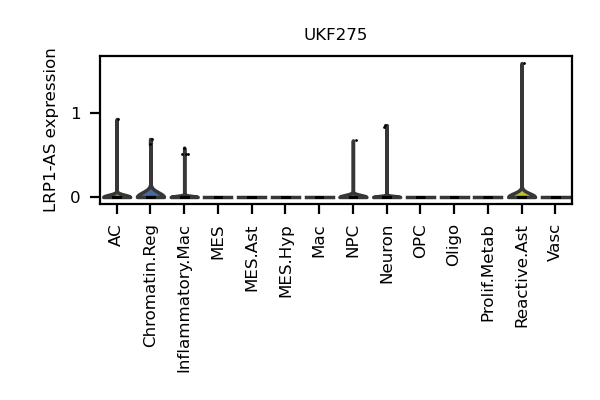 UKF275
LRP1-AS expression
1
0
AC
Chromatin.Reg
Inflammatory.Mac
MES
MES.Ast
MES.Hyp
Mac
NPC
Neuron
OPC
Oligo
Prolif.Metab
Reactive.Ast
Vasc